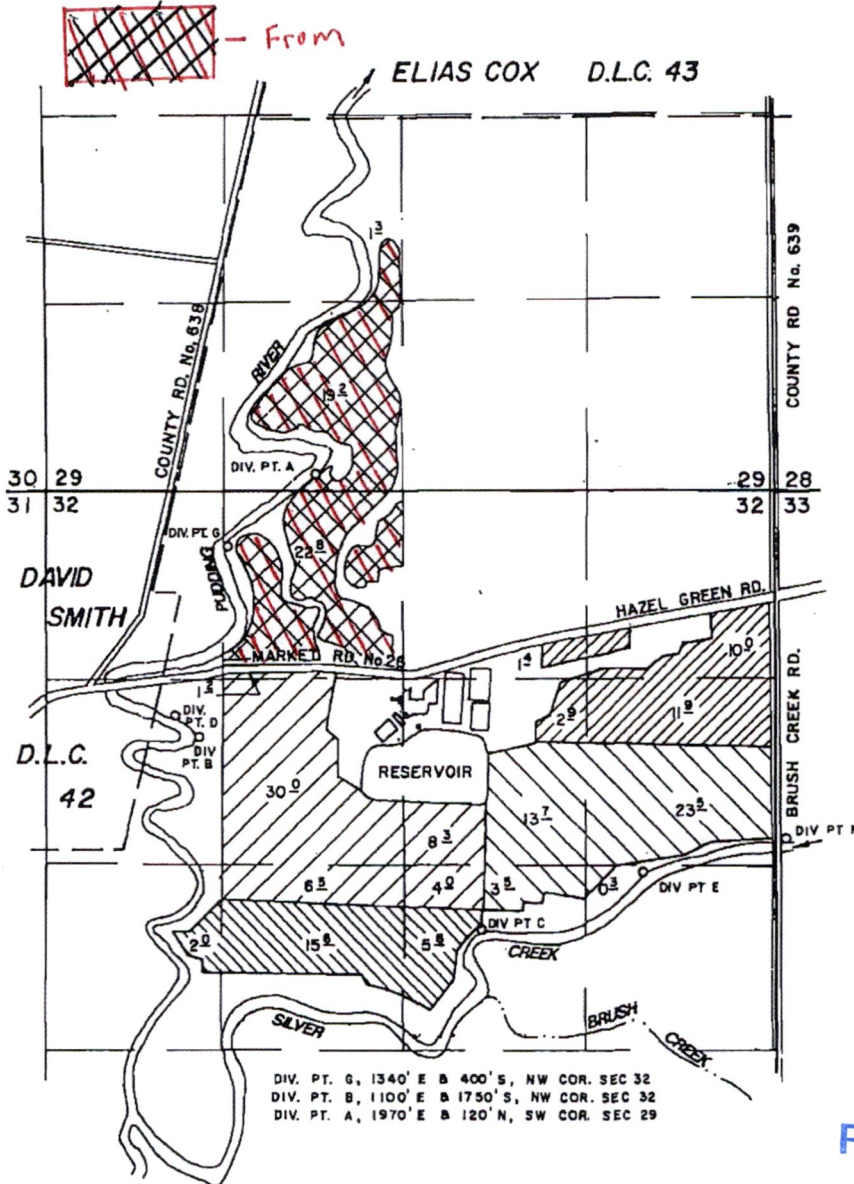 – From
ELIAS COX D.L.C. 43
1 3
COUNTY RD. No. 638
COUNTY RD No. 639
RIVER
19 2
DIV. PT. A
30 29
31 32
29 28
32 33
DIV. PT. G
PUDDING
22 8
DAVID
SMITH
HAZEL GREEN RD.
MARKED RD. No. 26
10 0
1 4
DIV.
PT. D
2 9
1 9
BRUSH CREEK RD.
DIV
PT. B
D.L.C.
42
RESERVOIR
30 0
13 7
23 5
8 3
DIV PT F
6 5
4 0
3 5
0 3
DIV PT E
2 0
15 6
5 6
DIV PT C
CREEK
SILVER
BRUSH
CREEK
DIV. PT. G, 1340' E & 400' S, NW COR. SEC 32
DIV. PT. B, 1100' E & 1750' S, NW COR. SEC 32
DIV. PT. A, 1970' E & 120' N, SW COR. SEC 29